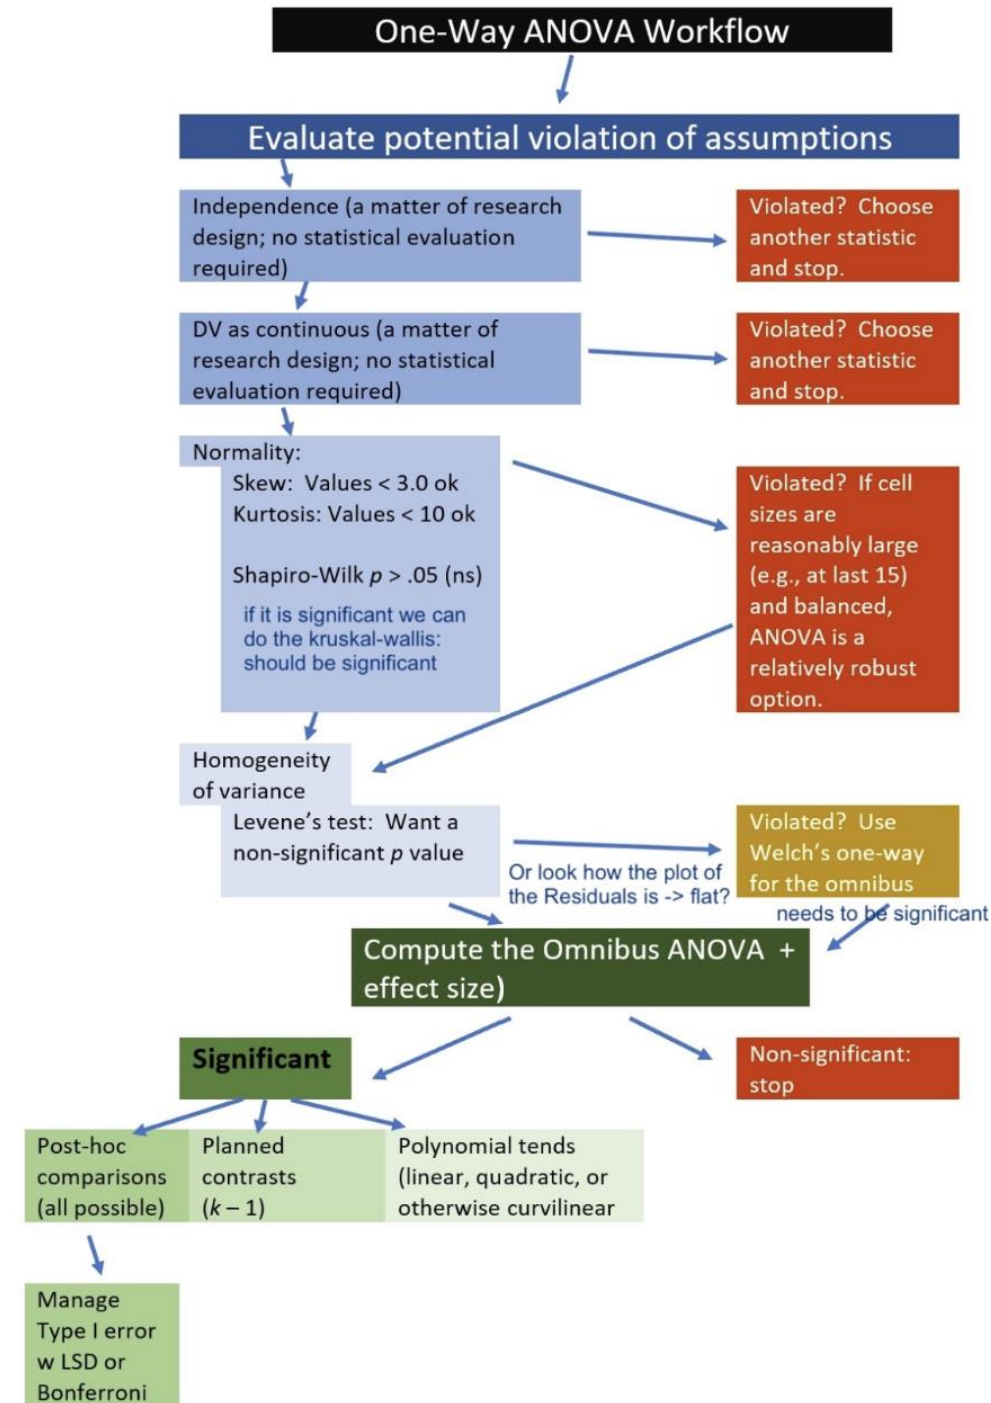 One-Way ANOVA Workflow
Evaluate potential violation of assumptions
Independence (a matter of research
design; no statistical evaluation
required)
Violated?  Choose
another statistic
and stop.
DV as continuous (a matter of
research design; no statistical
evaluation required)
Violated?  Choose
another statistic
and stop.
Normality:
Skew:  Values < 3.0 ok
Kurtosis: Values < 10 ok
Shapiro-Wilk p > .05 (ns)
if it is significant we can
do the kruskal-wallis:
should be significant
Violated?  If cell
sizes are
reasonably large
(e.g., at last 15)
and balanced,
ANOVA is a
relatively robust
option.
Homogeneity
of variance
Levene's test:  Want a
non-significant p value
Or look how the plot of
the Residuals is -> flat?
Violated?  Use
Welch's one-way
for the omnibus
needs to be significant
Compute the Omnibus ANOVA  +
effect size)
Significant
Non-significant:
stop
Post-hoc
comparisons
(all possible)
Planned
contrasts
(k – 1)
Polynomial tends
(linear, quadratic, or
otherwise curvilinear
Manage
Type I error
w LSD or
Bonferroni